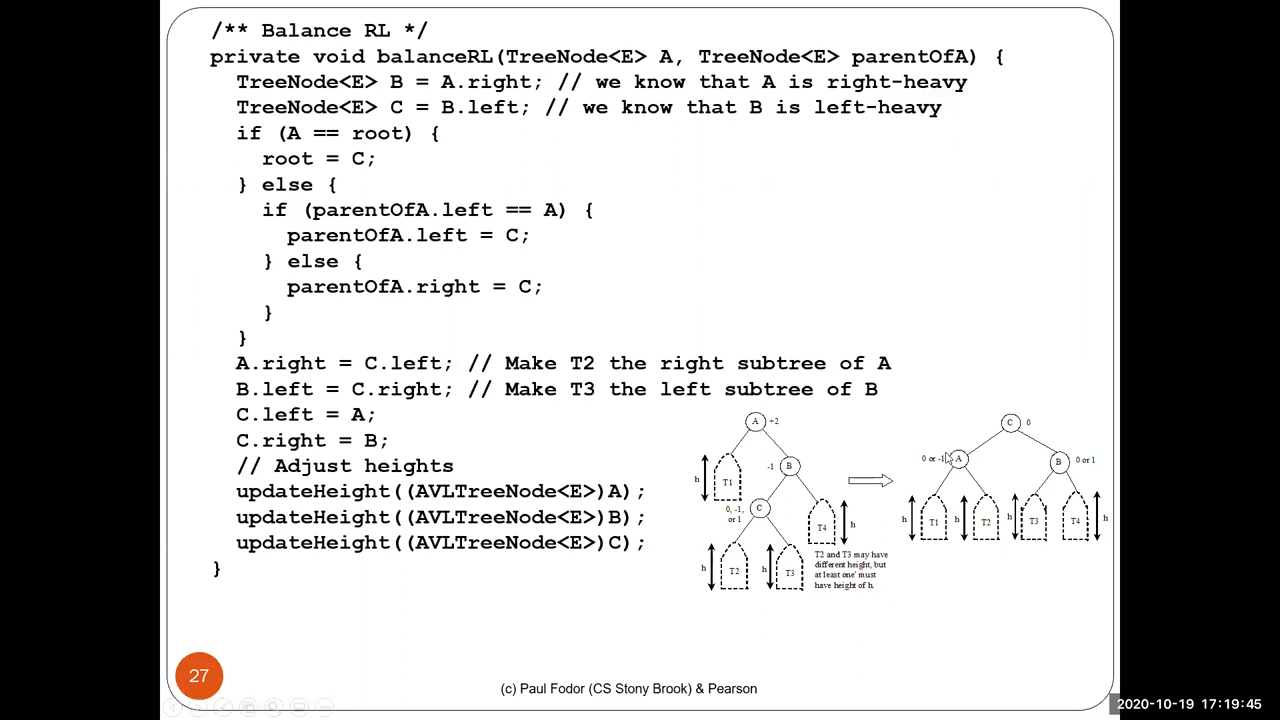 /** Balance RL */
private void balanceRL(TreeNode<E> A, TreeNode<E> parentOfA) {
TreeNode<E> B = A.right; // we know that A is right-heavy
TreeNode<E> C = B.left; // we know that B is left-heavy
if (A == root) {
root = C;
} else {
if (parentOfA.left == A) {
parentOfA.left = C;
} else {
parentOfA.right = C;
}
}
A.right = C.left; // Make T2 the right subtree of A
B.left = C.right; // Make T3 the left subtree of B
C.left = A;
C.right = B;
// Adjust heights
updateHeight((AVLTreeNode<E>)A);
updateHeight((AVLTreeNode<E>)B);
updateHeight((AVLTreeNode<E>)C);
}
A +2
-1 B
h T1
0, -1,
or 1
C
T4 h
h T2 h T3
T2 and T3 may have
different height, but
at least one' must
have height of h.
C 0
0 or -1 A
B 0 or 1
h T1 h T2 h T3 T4 h
27
(c) Paul Fodor (CS Stony Brook) & Pearson
2020-10-19 17:19:45